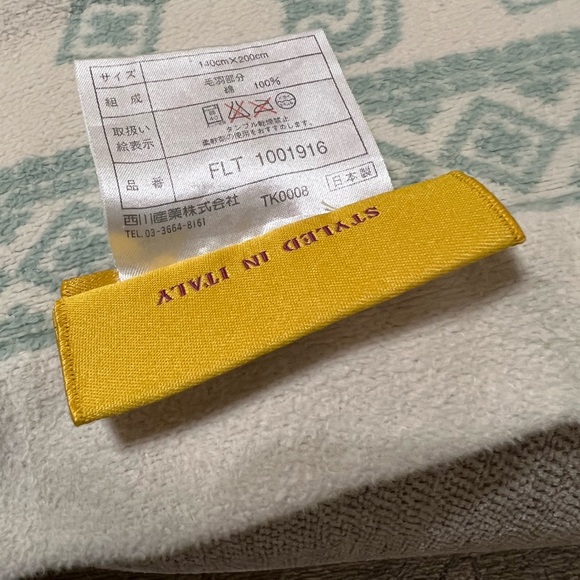 サイズ 140cm×200cm
組成 毛羽部分
綿 100%
取扱い
絵表示
タンブル乾燥禁止
柔軟剤の使用をおすすめします。
品番 FLT 1001916
西川産業株式会社 TK0008 日本製
TEL.03-3664-8161
STYLED IN ITALY